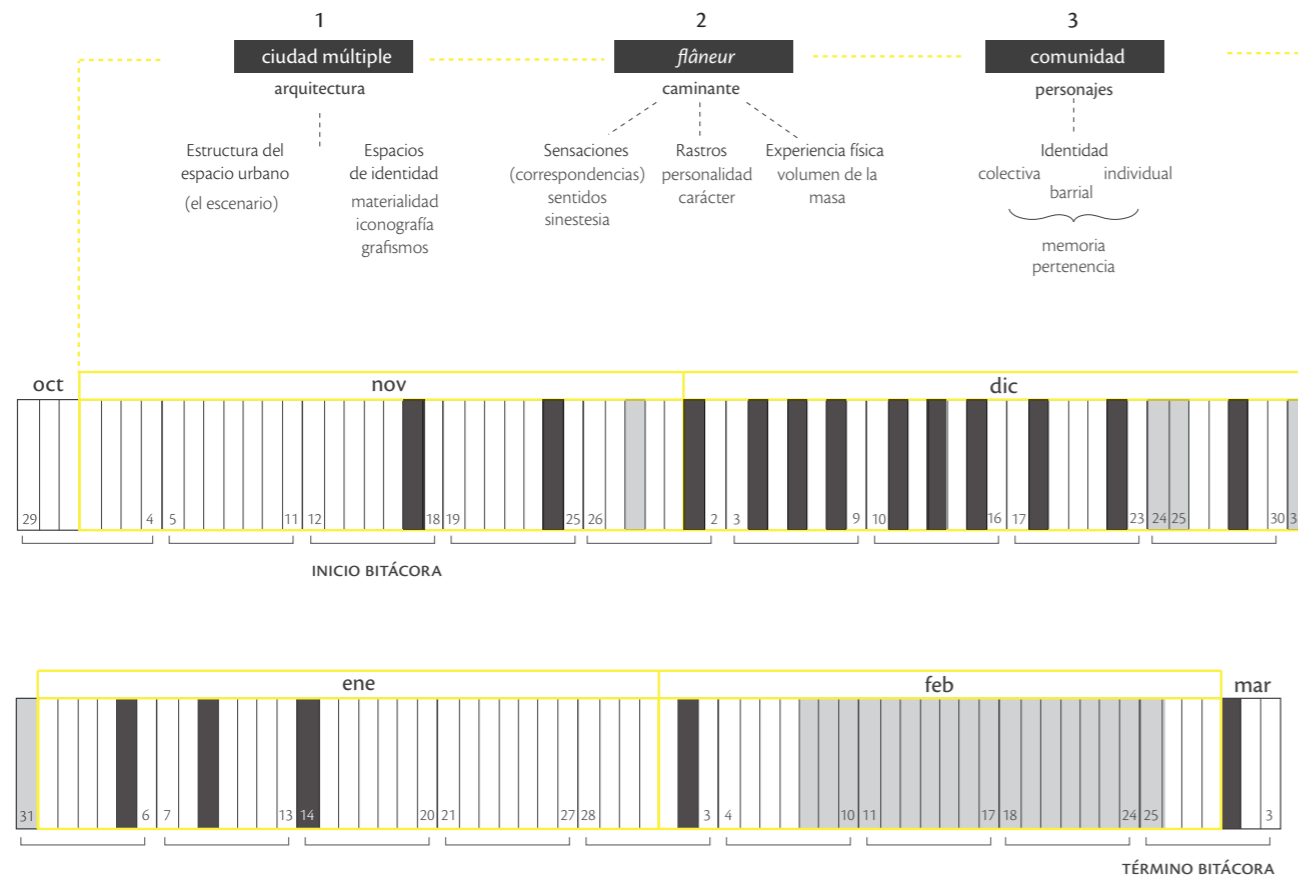 1
ciudad múltiple
arquitectura
Estructura del
espacio urbano
(el escenario)
Espacios
de identidad
materialidad
iconografía
grafismos
2
flâneur
caminante
Sensaciones
(correspondencias)
sentidos
sinestesia
Rastros
personalidad
carácter
Experiencia física
volumen de la
masa
3
comunidad
personajes
Identidad
colectiva individual
barrial
memoria
pertenencia
oct nov dic
29 4 5 11 12 18 19 25 26 2 3 9 10 16 17 23 24 25 30 3
INICIO BITÁCORA
ene feb mar
31 6 7 13 14 20 21 27 28 3 4 10 11 17 18 24 25 3
TÉRMINO BITÁCORA